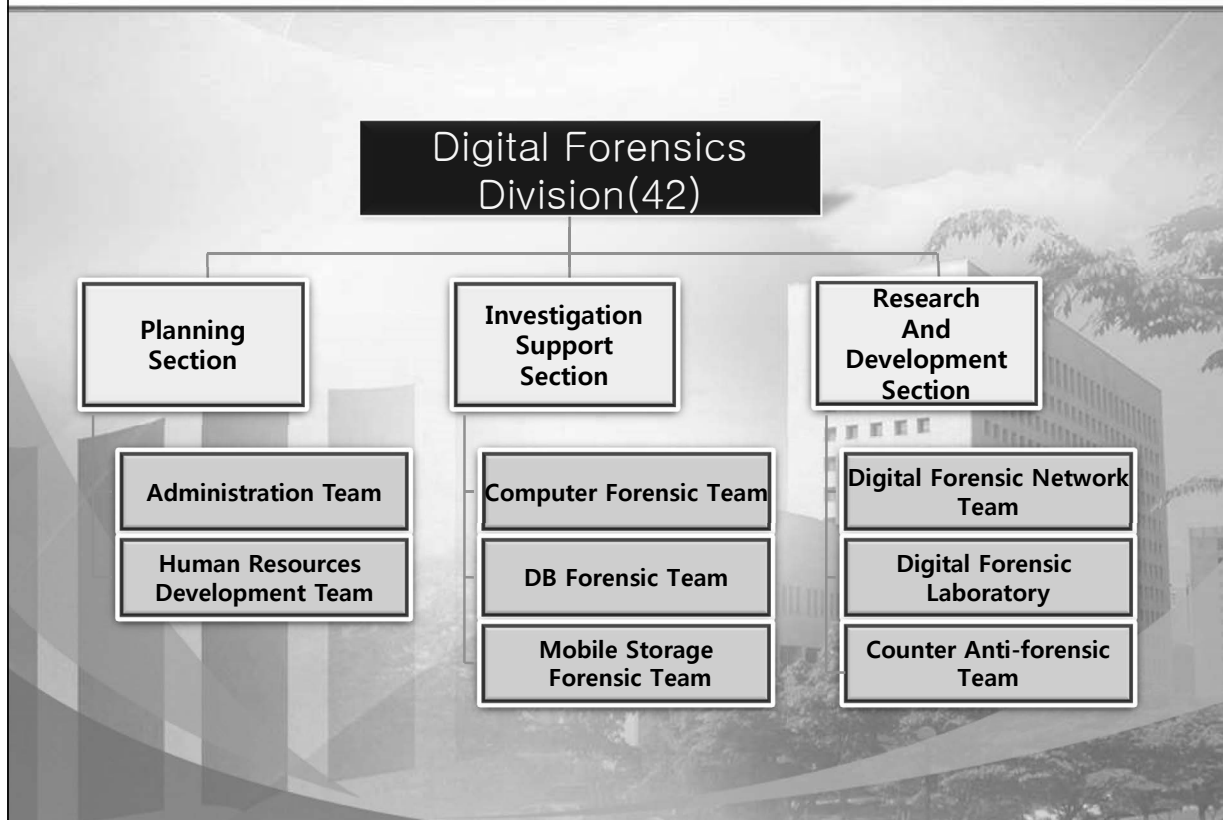 Digital Forensics
Division(42)
Planning
Section
Administration Team
Human Resources
Development Team
Investigation
Support
Section
Computer Forensic Team
DB Forensic Team
Mobile Storage
Forensic Team
Research
And
Development
Section
Digital Forensic Network
Team
Digital Forensic
Laboratory
Counter Anti-forensic
Team